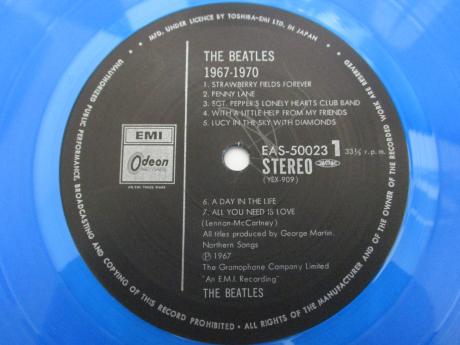 MFG. UNDER LICENCE BY TOSHIBA-EMI LTD. IN JAPAN
UNAUTHORIZED PUBLIC PERFORMANCE, BROADCASTING AND COPYING OF THIS RECORD PROHIBITED • ALL RIGHTS OF THE MANUFACTURER AND OF THE OWNER OF THE RECORDED WORK ARE RESERVED
THE BEATLES
1967-1970
1. STRAWBERRY FIELDS FOREVER
2. PENNY LANE
3. SGT. PEPPER'S LONELY HEARTS CLUB BAND
4. WITH A LITTLE HELP FROM MY FRIENDS
5. LUCY IN THE SKY WITH DIAMONDS
EMI
Odeon
EAS-50023 1 33⅓ r.p.m.
STEREO
(YEX-909)
6. A DAY IN THE LIFE
7. ALL YOU NEED IS LOVE
(Lennon-McCartney)
All titles produced by George Martin.
Northern Songs
Ⓟ 1967
The Gramophone Company Limited
"An E.M.I. Recording"
THE BEATLES